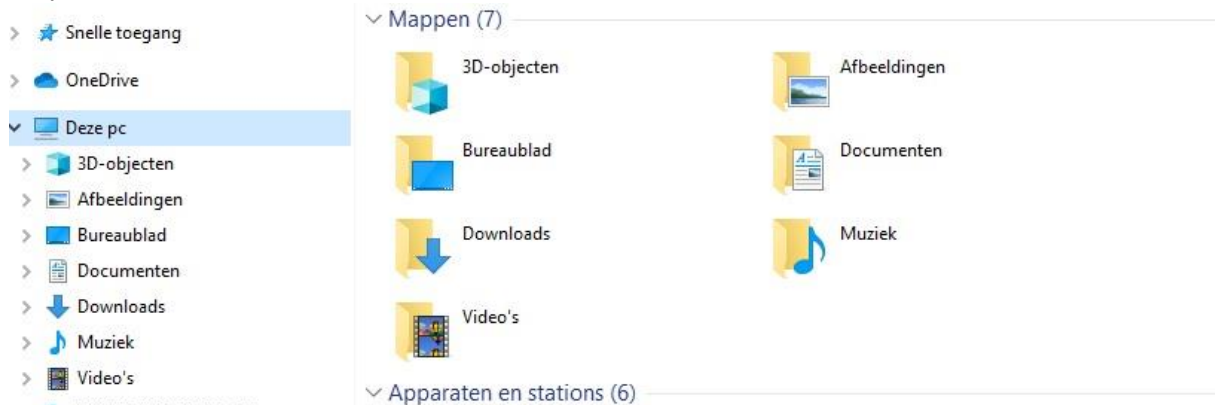 Snelle toegang
OneDrive
Deze pc
3D-objecten
Afbeeldingen
Bureaublad
Documenten
Downloads
Muziek
Video's
Mappen (7)
3D-objecten
Afbeeldingen
Bureaublad
Documenten
Downloads
Muziek
Video's
Apparaten en stations (6)